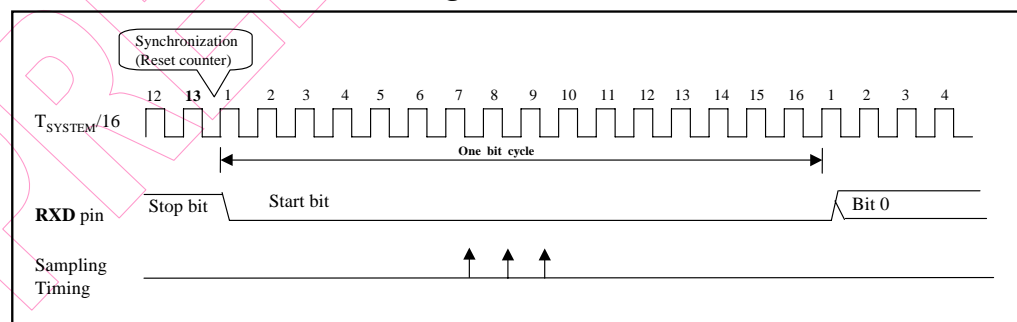 Synchronization
(Reset counter)
12 13 1 2 3 4 5 6 7 8 9 10 11 12 13 14 15 16 1 2 3 4
TSYSTEM/16
One bit cycle
RXD pin Stop bit Start bit Bit 0
Sampling
Timing